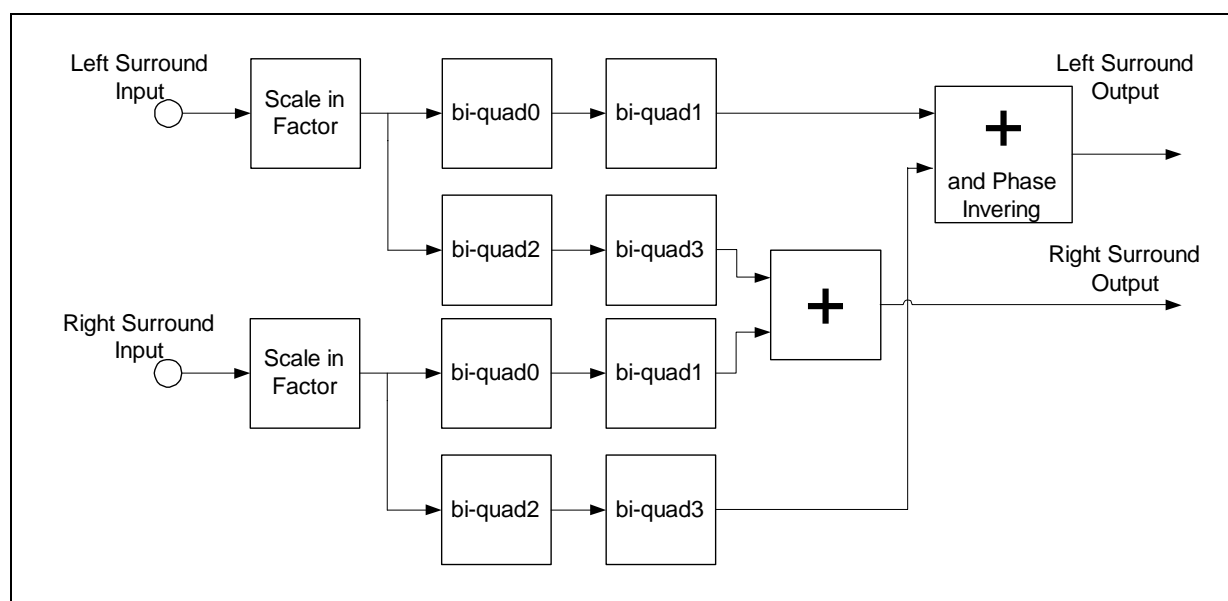 Left Surround
Input
Scale in
Factor
bi-quad0
bi-quad1
+
and Phase
Invering
Left Surround
Output
bi-quad2
bi-quad3
+
Right Surround
Output
Right Surround
Input
Scale in
Factor
bi-quad0
bi-quad1
bi-quad2
bi-quad3